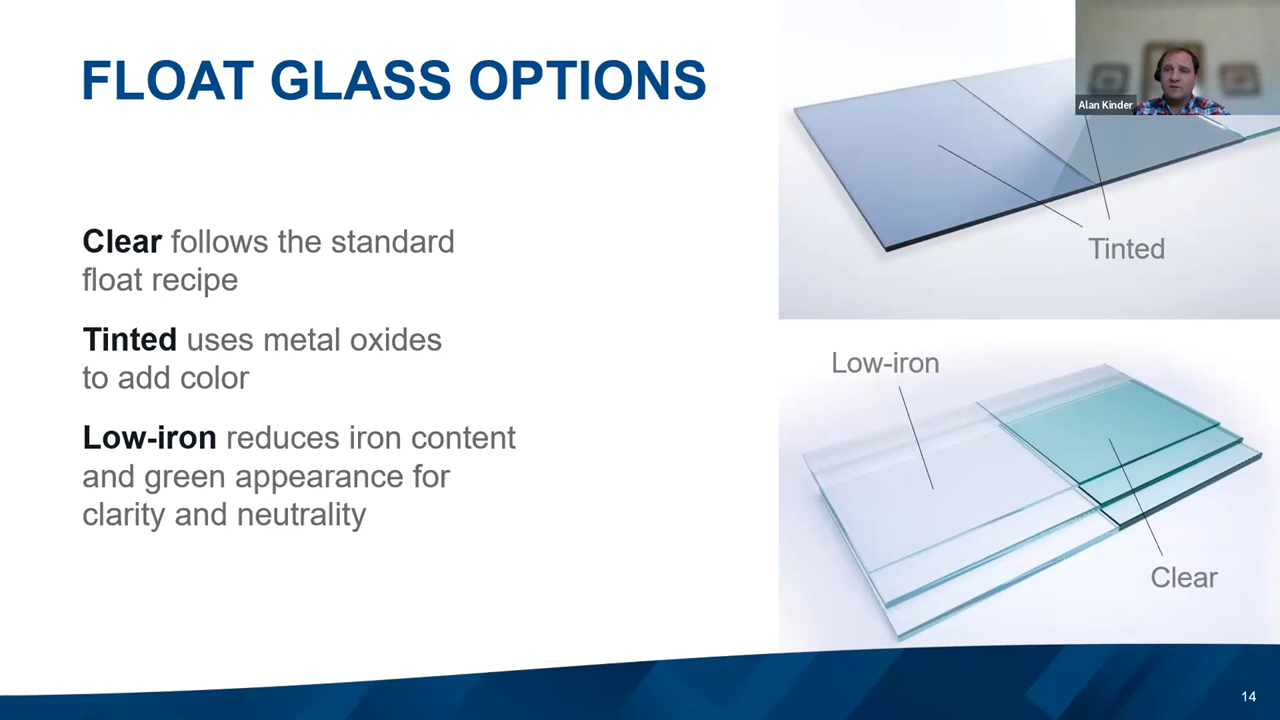 FLOAT GLASS OPTIONS
Clear follows the standard
float recipe
Tinted uses metal oxides
to add color
Low-iron reduces iron content
and green appearance for
clarity and neutrality
Alan Kinder
Tinted
Low-iron
Clear
14